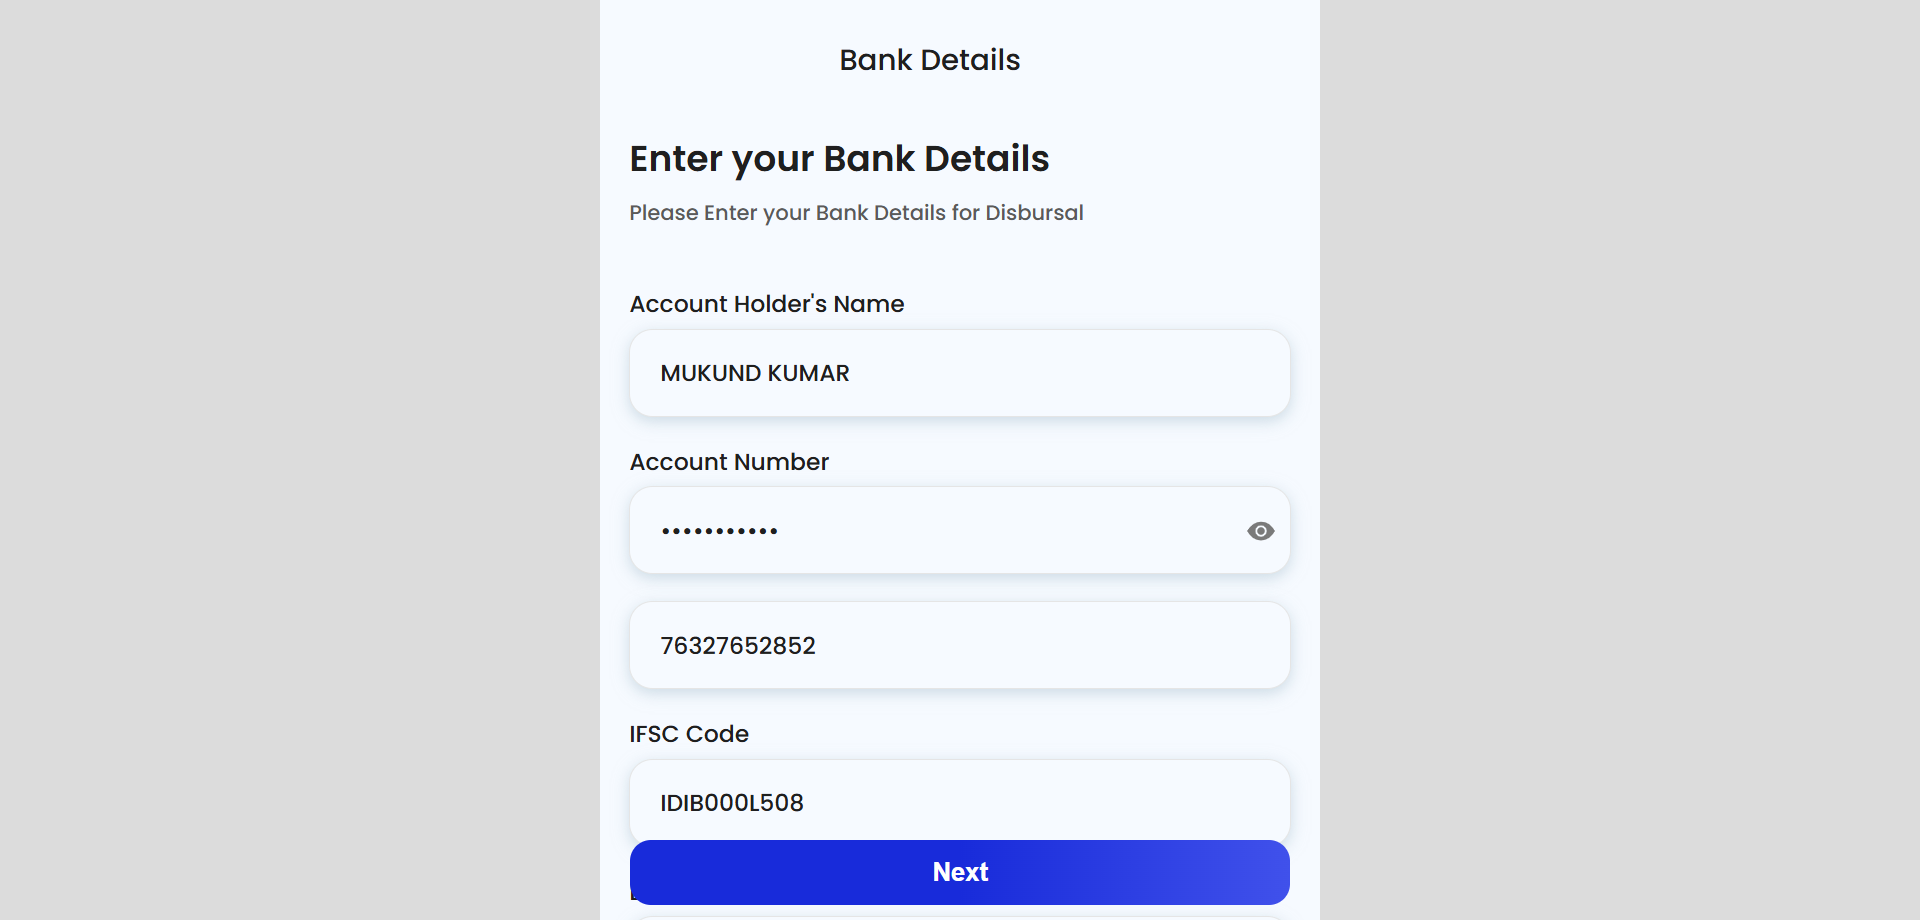 Bank Details
Enter your Bank Details
Please Enter your Bank Details for Disbursal
Account Holder's Name
MUKUND KUMAR
Account Number
•••••••••••
76327652852
IFSC Code
IDIB000L508
Next